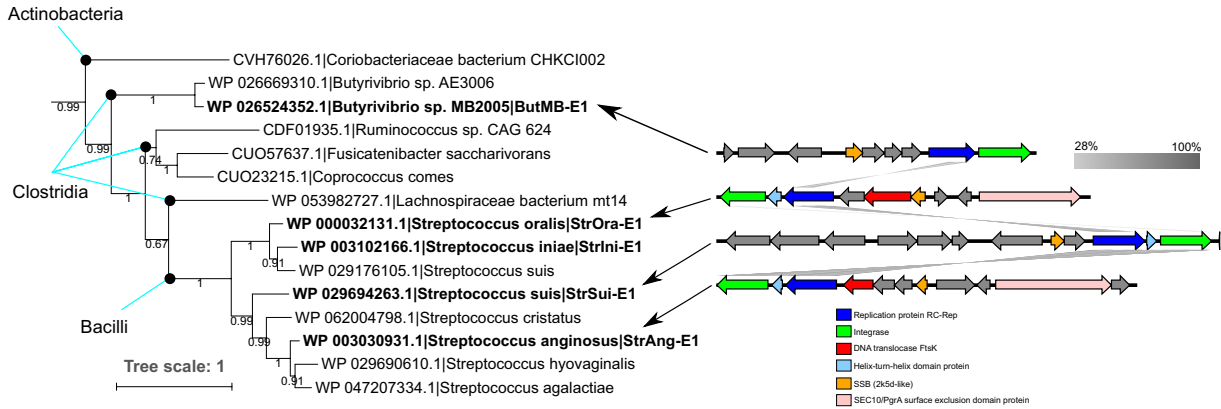 Actinobacteria
CVH76026.1|Coriobacteriaceae bacterium CHKCI002
WP 026669310.1|Butyrivibrio sp. AE3006
0.99
1
WP 026524352.1|Butyrivibrio sp. MB2005|ButMB-E1
CDF01935.1|Ruminococcus sp. CAG 624
0.99
0.74
CUO57637.1|Fusicatenibacter saccharivorans
1
CUO23215.1|Coprococcus comes
Clostridia
1
WP 053982727.1|Lachnospiraceae bacterium mt14
WP 000032131.1|Streptococcus oralis|StrOra-E1
0.67
1
WP 003102166.1|Streptococcus iniae|StrIni-E1
0.91
WP 029176105.1|Streptococcus suis
1
WP 029694263.1|Streptococcus suis|StrSui-E1
Bacilli
0.99
WP 062004798.1|Streptococcus cristatus
0.99
WP 003030931.1|Streptococcus anginosus|StrAng-E1
1
WP 029690610.1|Streptococcus hyovaginalis
0.91
WP 047207334.1|Streptococcus agalactiae
Tree scale: 1
28% 100%
Replication protein RC-Rep
Integrase
DNA translocase FtsK
Helix-turn-helix domain protein
SSB (2k5d-like)
SEC10/PgrA surface exclusion domain protein